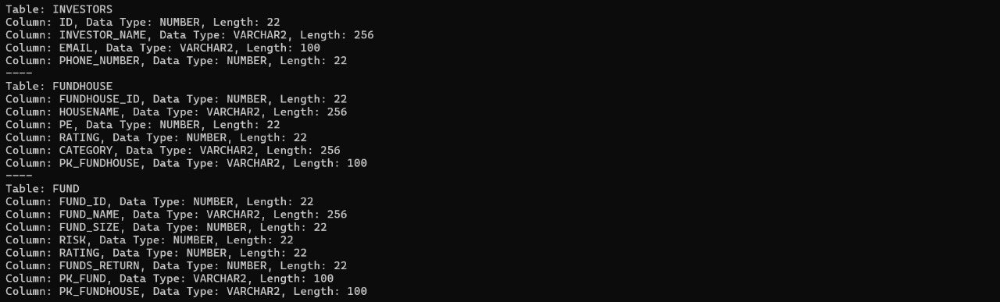 Table: INVESTORS
Column: ID, Data Type: NUMBER, Length: 22
Column: INVESTOR_NAME, Data Type: VARCHAR2, Length: 256
Column: EMAIL, Data Type: VARCHAR2, Length: 100
Column: PHONE_NUMBER, Data Type: NUMBER, Length: 22
----
Table: FUNDHOUSE
Column: FUNDHOUSE_ID, Data Type: NUMBER, Length: 22
Column: HOUSENAME, Data Type: VARCHAR2, Length: 256
Column: PE, Data Type: NUMBER, Length: 22
Column: RATING, Data Type: NUMBER, Length: 22
Column: CATEGORY, Data Type: VARCHAR2, Length: 256
Column: PK_FUNDHOUSE, Data Type: VARCHAR2, Length: 100
----
Table: FUND
Column: FUND_ID, Data Type: NUMBER, Length: 22
Column: FUND_NAME, Data Type: VARCHAR2, Length: 256
Column: FUND_SIZE, Data Type: NUMBER, Length: 22
Column: RISK, Data Type: NUMBER, Length: 22
Column: RATING, Data Type: NUMBER, Length: 22
Column: FUNDS_RETURN, Data Type: NUMBER, Length: 22
Column: PK_FUND, Data Type: VARCHAR2, Length: 100
Column: PK_FUNDHOUSE, Data Type: VARCHAR2, Length: 100